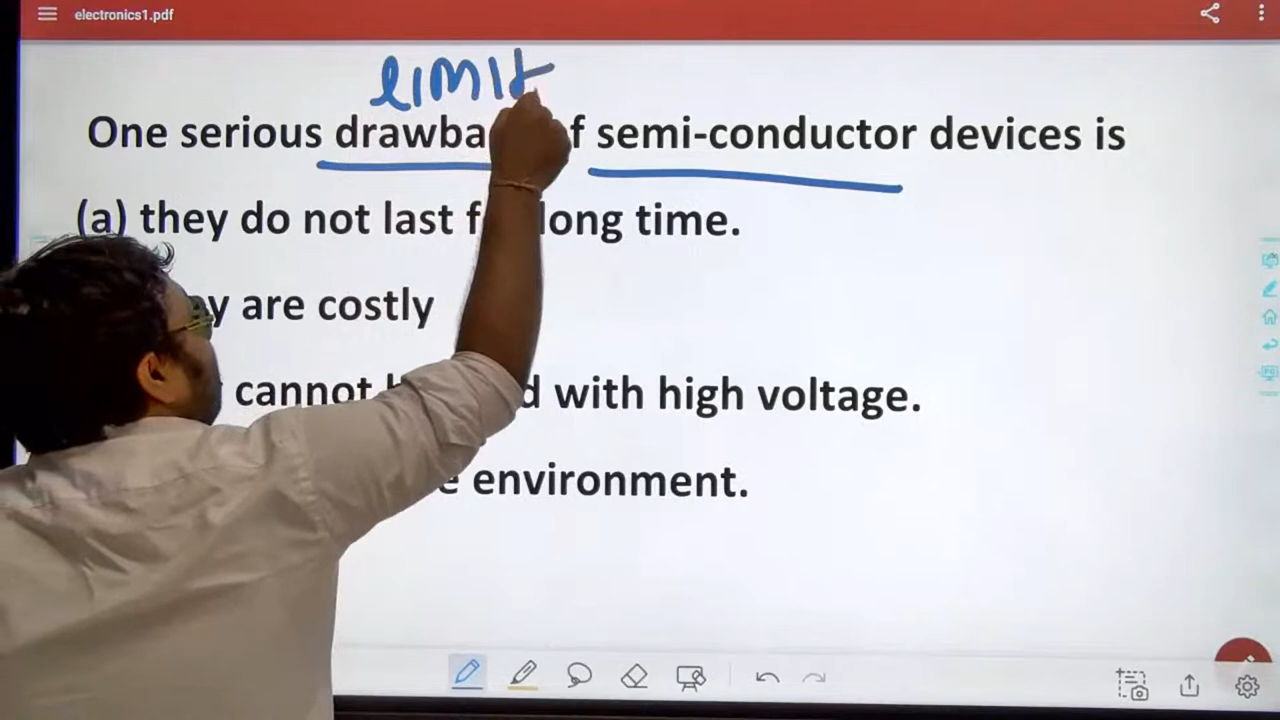 electronics1.pdf
limit
One serious drawba f semi-conductor devices is
(a) they do not last f long time.
y are costly
cannot d with high voltage.
e environment.